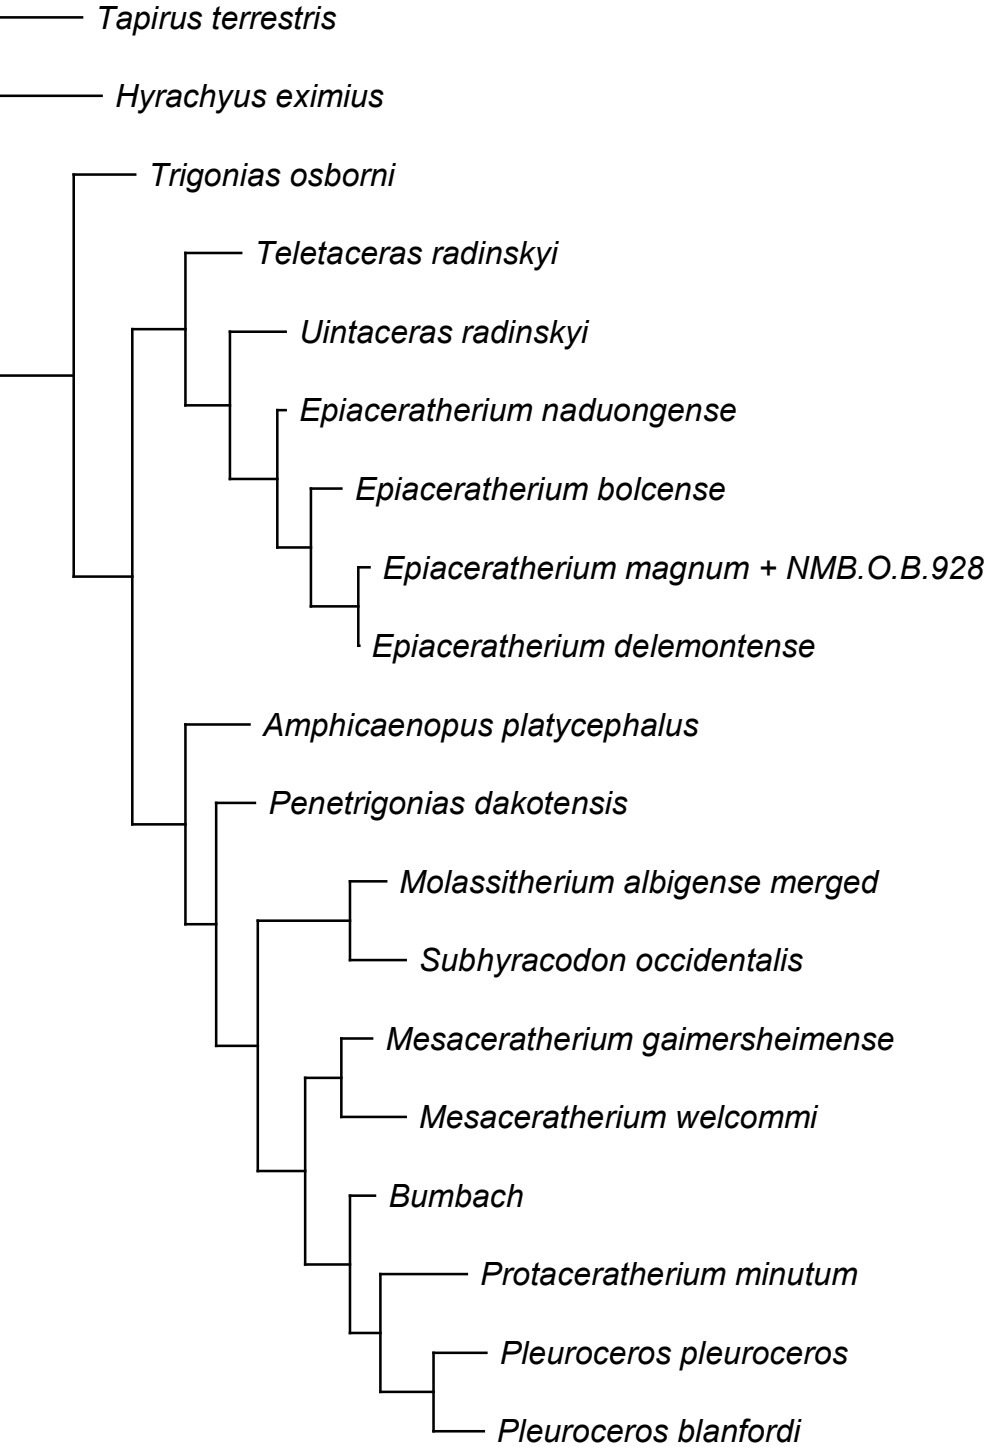 Tapirus terrestris
Hyrachyus eximius
Trigonias osborni
Teletaceras radinskyi
Uintaceras radinskyi
Epiaceratherium naduongense
Epiaceratherium bolcense
Epiaceratherium magnum + NMB.O.B.928
Epiaceratherium delemontense
Amphicaenopus platycephalus
Penetrigonias dakotensis
Molassitherium albigense merged
Subhyracodon occidentalis
Mesaceratherium gaimersheimense
Mesaceratherium welcommi
Bumbach
Protaceratherium minutum
Pleuroceros pleuroceros
Pleuroceros blanfordi